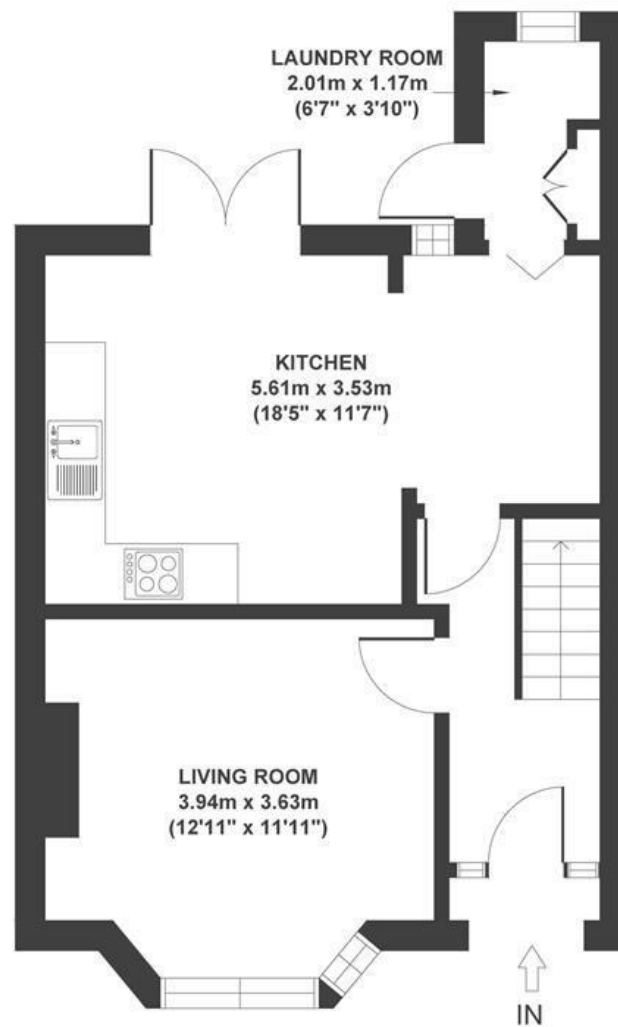 LAUNDRY ROOM
2.01m x 1.17m
(6'7" x 3'10")
KITCHEN
5.61m x 3.53m
(18'5" x 11'7")
LIVING ROOM
3.94m x 3.63m
(12'11" x 11'11")
IN